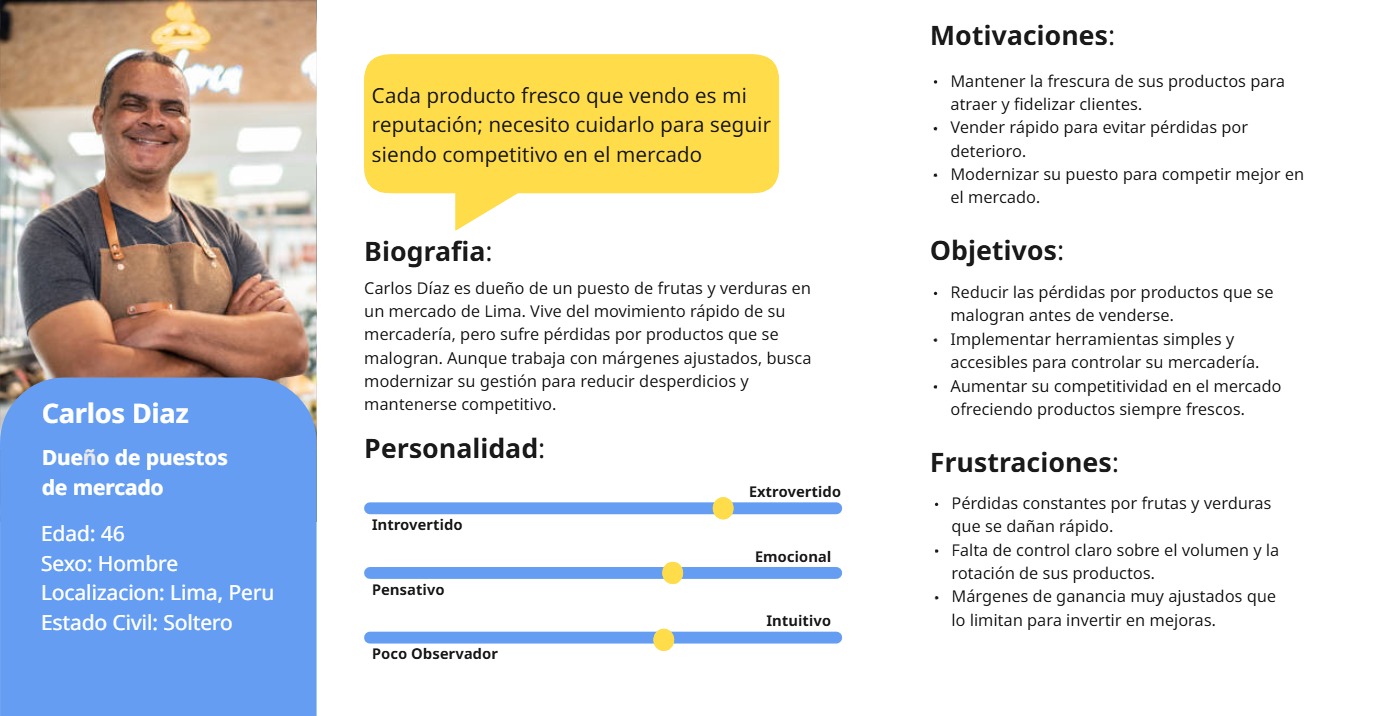 Carlos Diaz
Dueño de puestos
de mercado
Edad: 46
Sexo: Hombre
Localizacion: Lima, Peru
Estado Civil: Soltero
Cada producto fresco que vendo es mi
reputación; necesito cuidarlo para seguir
siendo competitivo en el mercado
Biografia:
Carlos Díaz es dueño de un puesto de frutas y verduras en
un mercado de Lima. Vive del movimiento rápido de su
mercadería, pero sufre pérdidas por productos que se
malogran. Aunque trabaja con márgenes ajustados, busca
modernizar su gestión para reducir desperdicios y
mantenerse competitivo.
Personalidad:
Extrovertido
Introvertido
Emocional
Pensativo
Intuitivo
Poco Observador
Motivaciones:
• Mantener la frescura de sus productos para
atraer y fidelizar clientes.
• Vender rápido para evitar pérdidas por
deterioro.
• Modernizar su puesto para competir mejor en
el mercado.
Objetivos:
• Reducir las pérdidas por productos que se
malogran antes de venderse.
• Implementar herramientas simples y
accesibles para controlar su mercadería.
• Aumentar su competitividad en el mercado
ofreciendo productos siempre frescos.
Frustraciones:
• Pérdidas constantes por frutas y verduras
que se dañan rápido.
• Falta de control claro sobre el volumen y la
rotación de sus productos.
• Márgenes de ganancia muy ajustados que
lo limitan para invertir en mejoras.